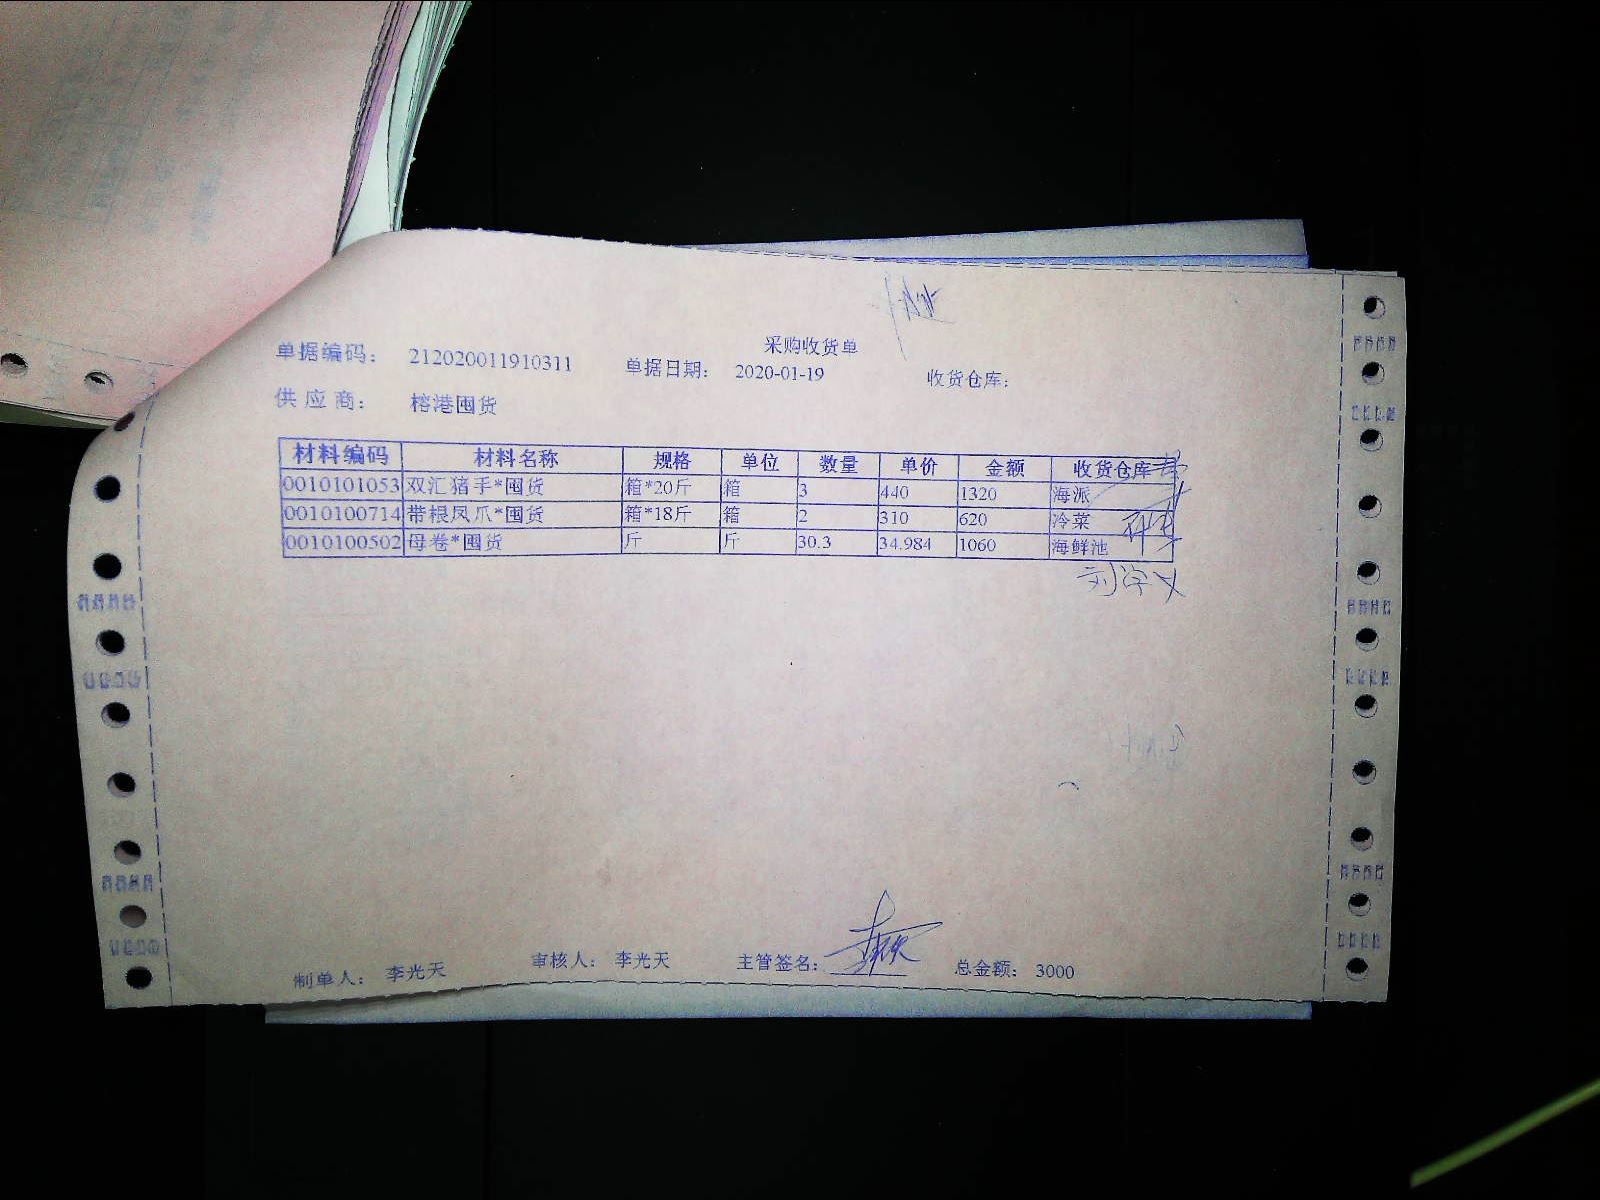 采购收货单
单据编码: 212020011910311 单据日期: 2020-01-19 收货仓库:
供应商: 榕港囤货
材料编码 材料名称 规格 单位 数量 单价 金额 收货仓库
0010101053 双汇猪手*囤货 箱*20斤 箱 3 440 1320 海派
0010100714 带根凤爪*囤货 箱*18斤 箱 2 310 620 冷菜
0010100502 母卷*囤货 斤 斤 30.3 34.984 1060 海鲜池
制单人: 李光天 审核人: 李光天 主管签名: 总金额: 3000